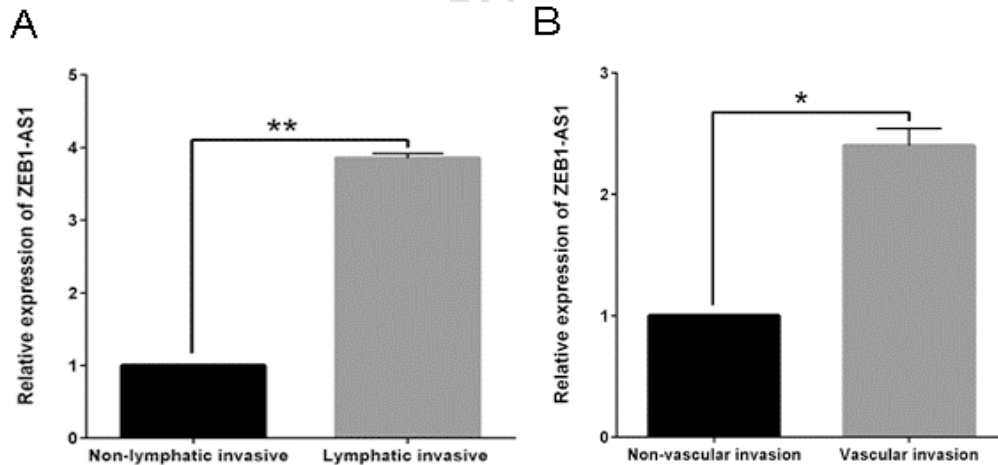 A
Relative expression of ZEB1-AS1
5
4
3
2
1
0
**
Non-lymphatic invasive
Lymphatic invasive
B
Relative expression of ZEB1-AS1
3
2
1
0
*
Non-vascular invasion
Vascular invasion